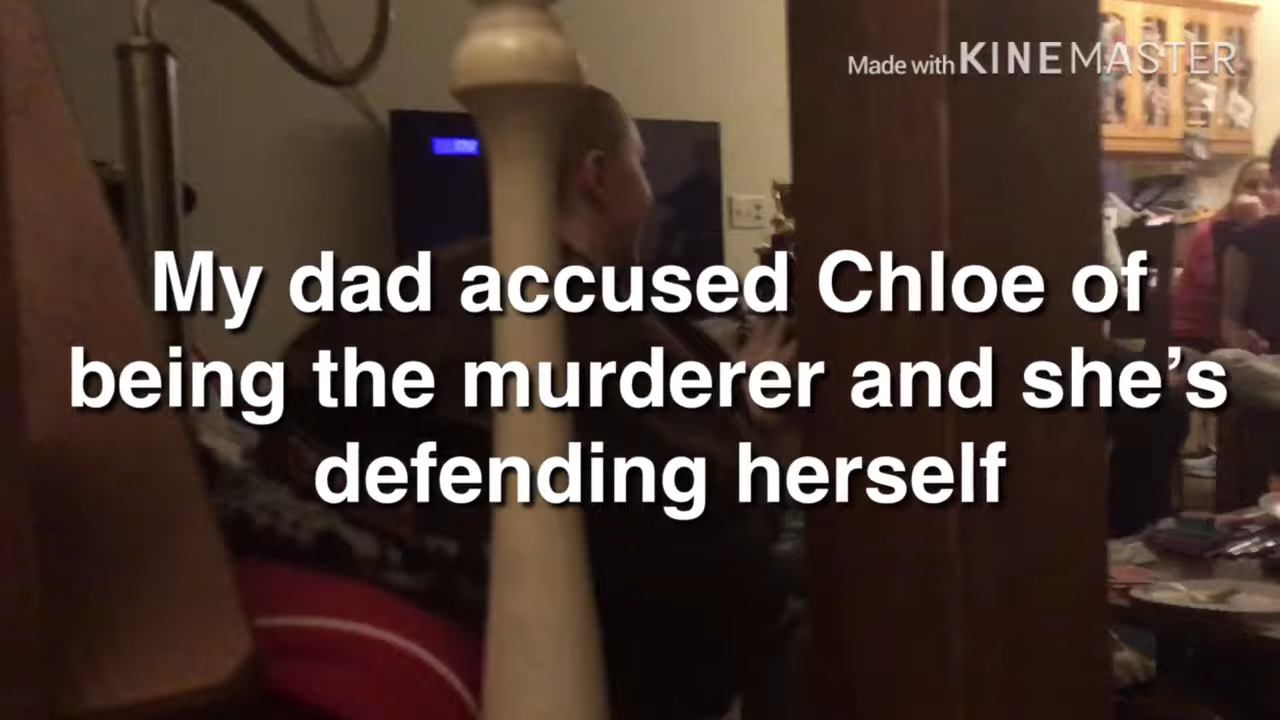 Made with KINEMASTER
My dad accused Chloe of
being the murderer and she’s
defending herself